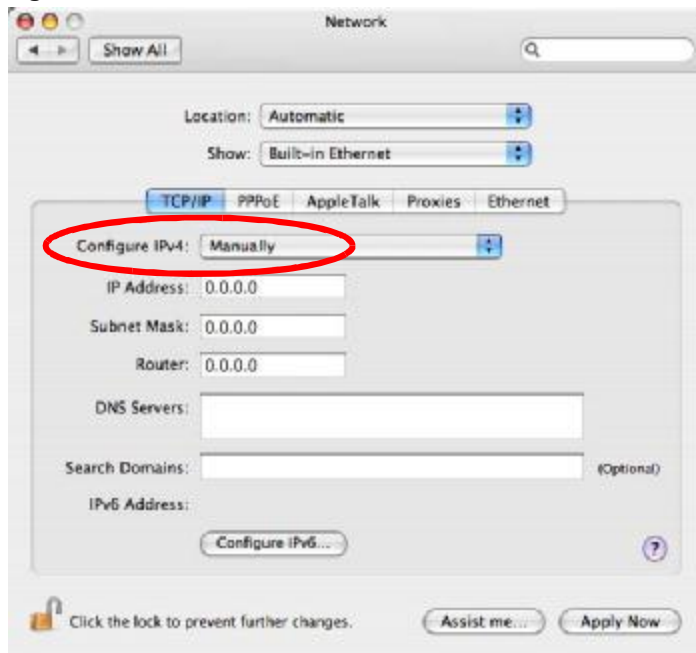 Network
Show All
Location: Automatic
Show: Built-in Ethernet
TCP/IP PPPoE AppleTalk Proxies Ethernet
Configure IPv4: Manually
IP Address: 0.0.0.0
Subnet Mask: 0.0.0.0
Router: 0.0.0.0
DNS Servers:
Search Domains: (Optional)
IPv6 Address:
Configure IPv6...
?
Click the lock to prevent further changes. Assist me... Apply Now